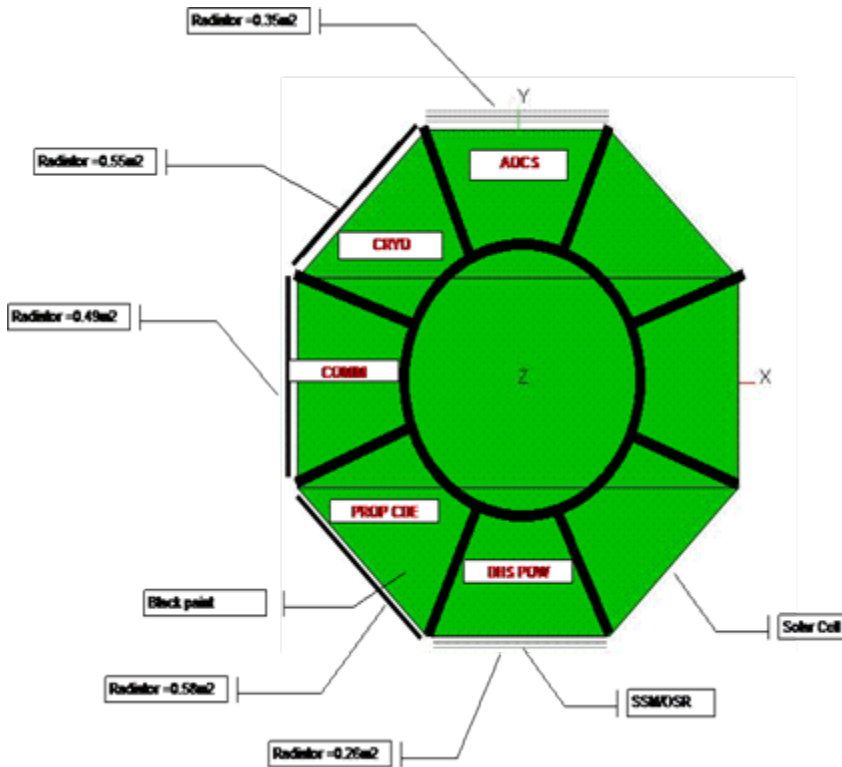 Radiator =0.35m2
Y
AOCS
Radiator =0.55m2
CRYO
Radiator =0.49m2
COMM
Z
X
PROP CDE
DHS POW
Black paint
Solar Cell
Radiator =0.58m2
SSM/OSR
Radiator =0.26m2